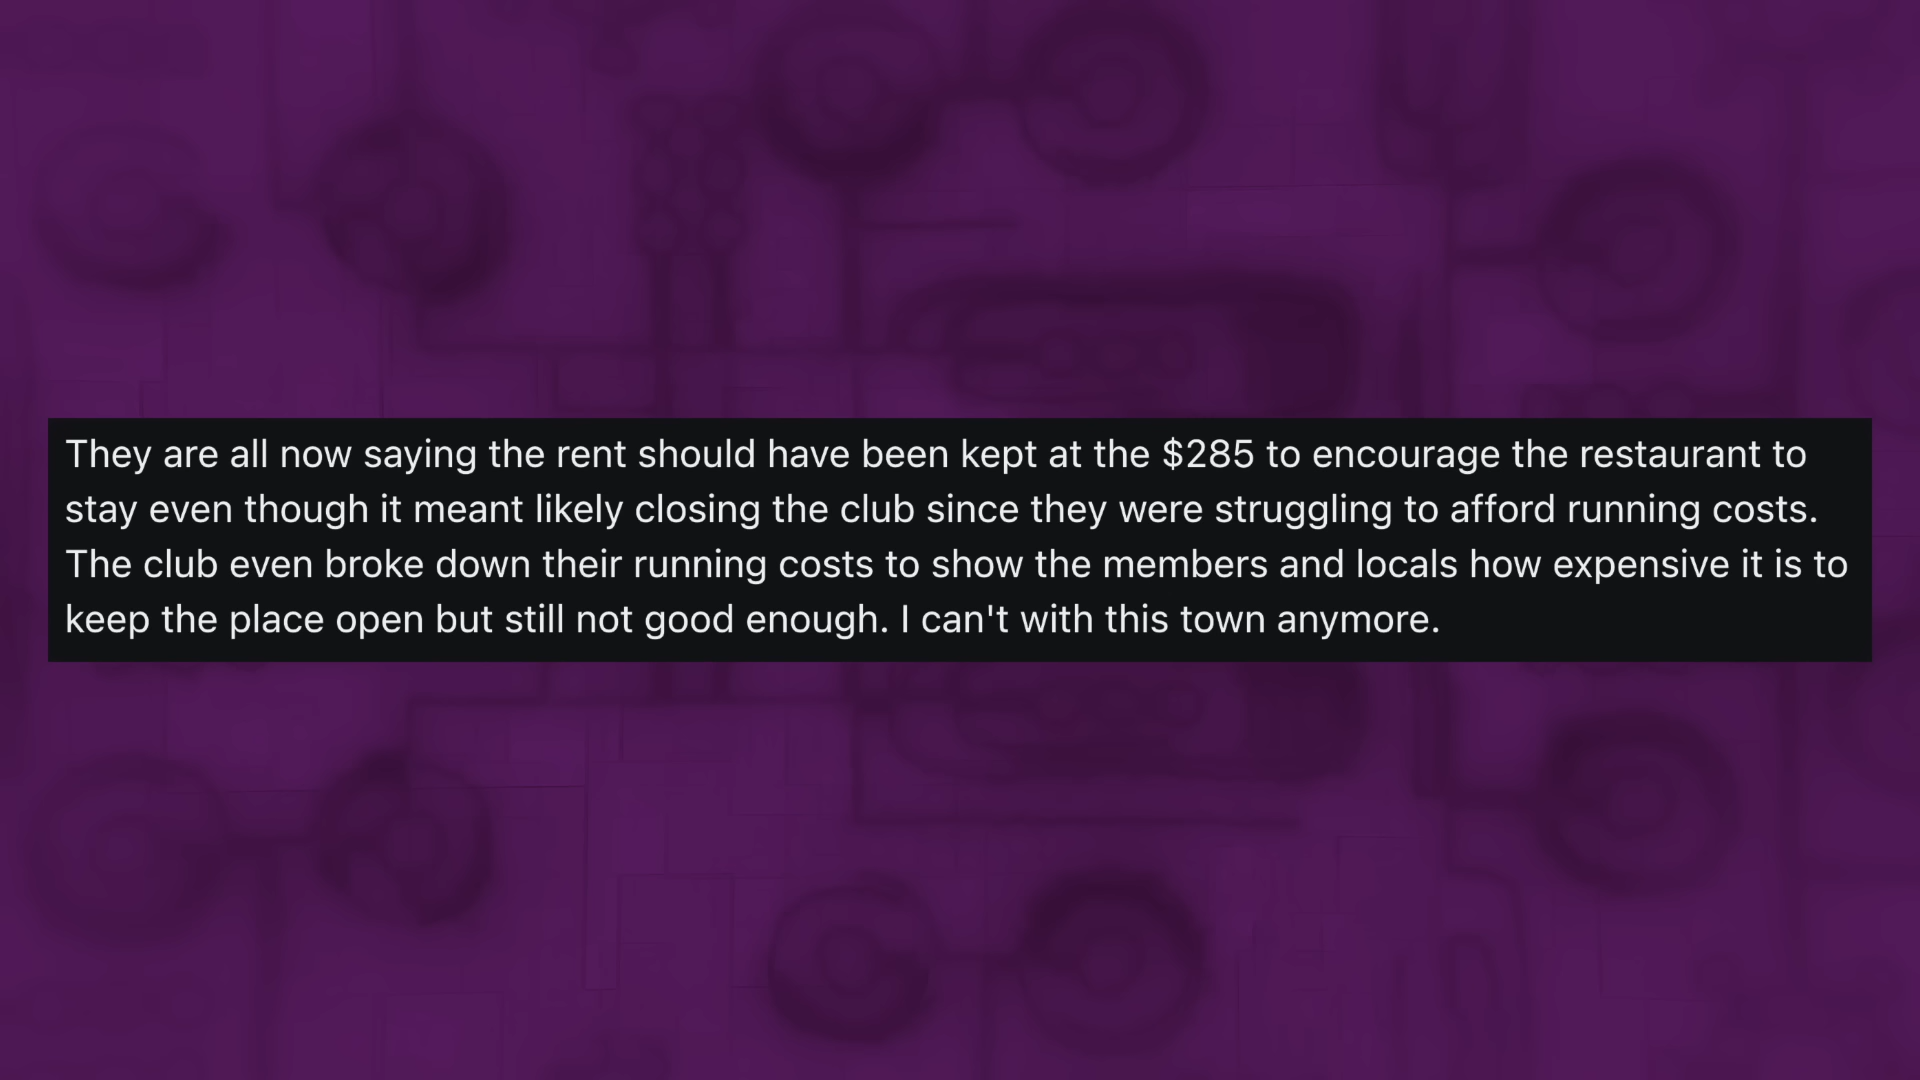 They are all now saying the rent should have been kept at the $285 to encourage the restaurant to
stay even though it meant likely closing the club since they were struggling to afford running costs.
The club even broke down their running costs to show the members and locals how expensive it is to
keep the place open but still not good enough. I can't with this town anymore.